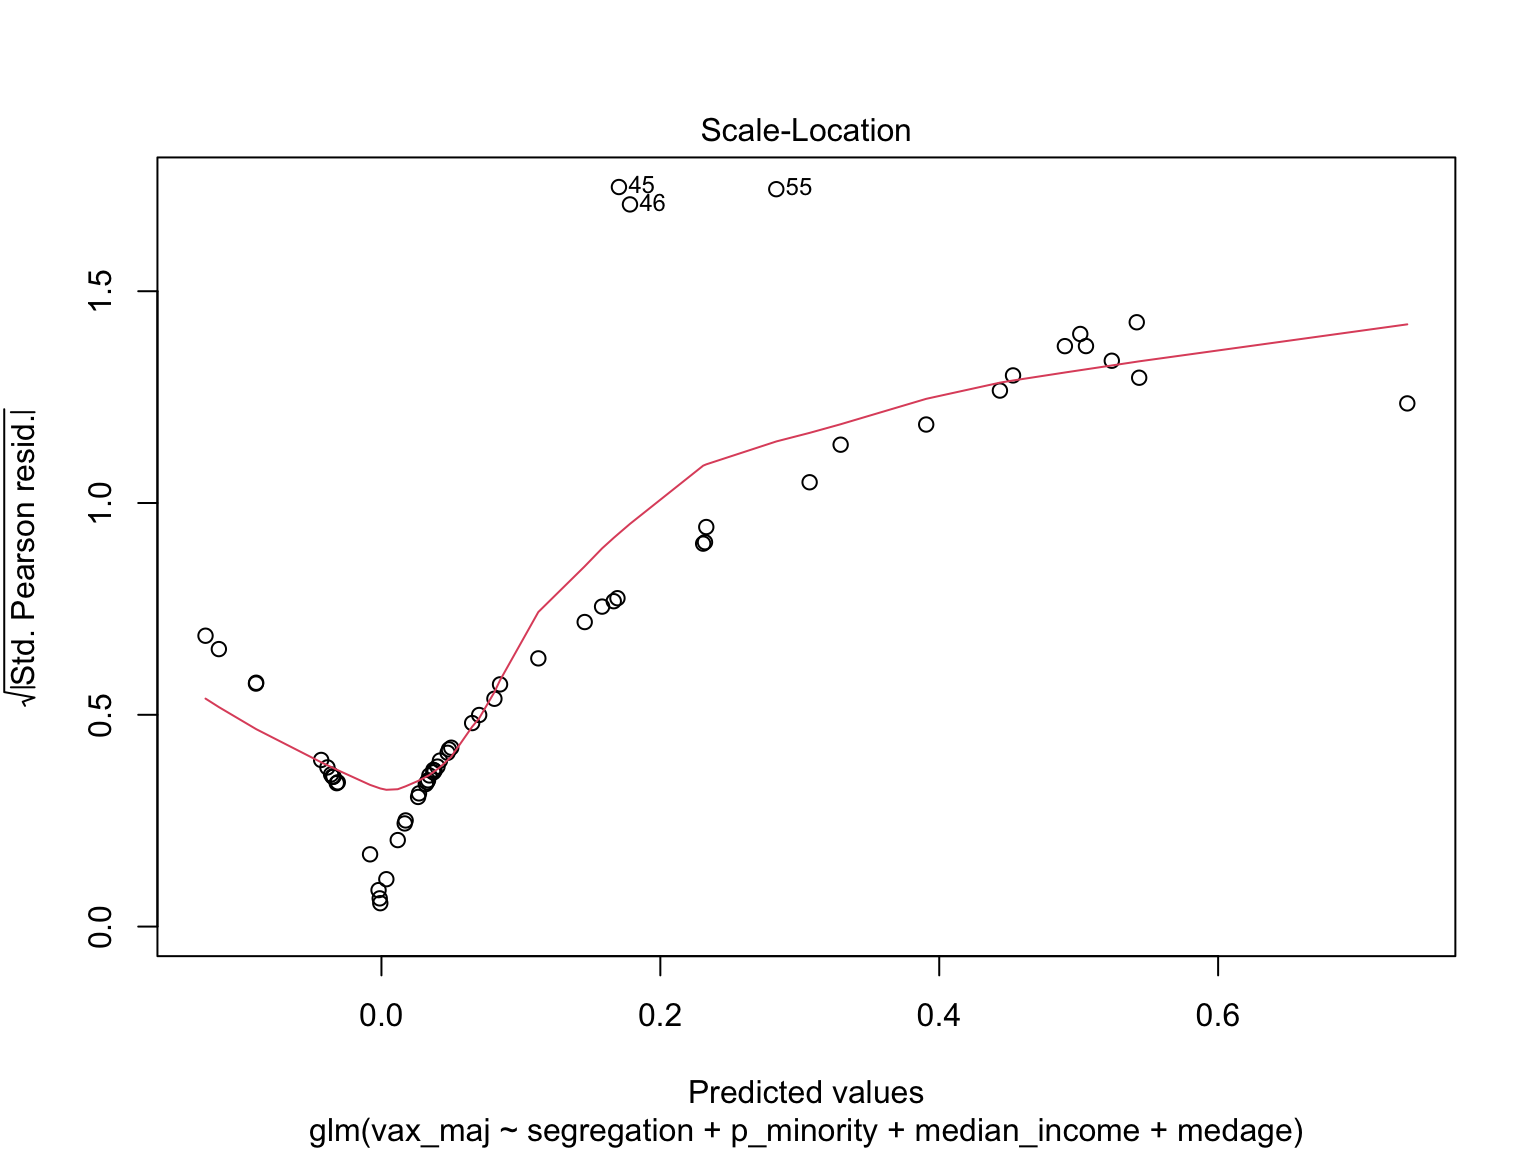 Scale-Location
45
46
55
1.5
1.0
0.5
0.0
√|Std. Pearson resid.|
0.0 0.2 0.4 0.6
Predicted values
glm(vax_maj ~ segregation + p_minority + median_income + medage)